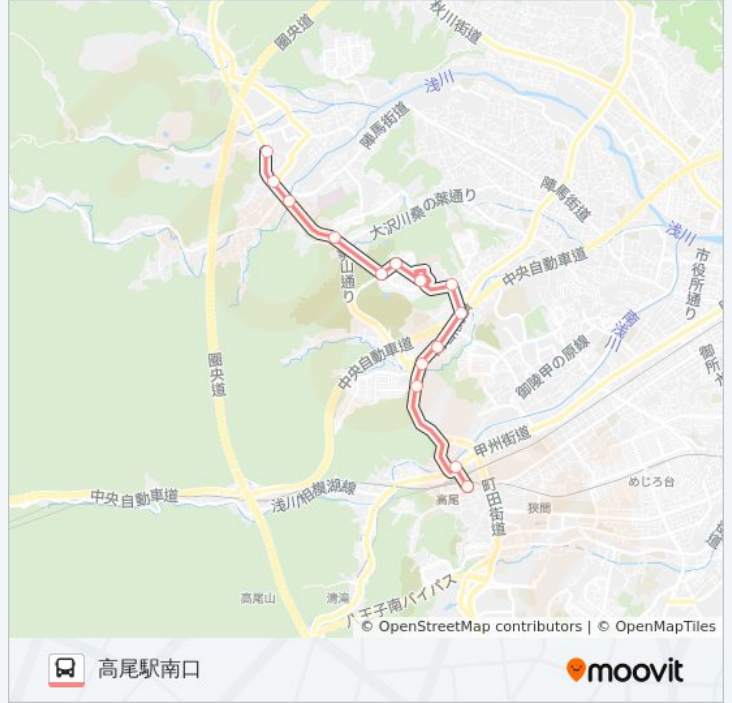 秋川街道
圏央道
浅川
陣馬街道
陣馬街道
大沢川桑の葉通り
浅川
市役所通り
中央自動車道
山通り
南浅川
中央自動車道
御陵甲の原線
圏央道
甲州街道
めじろ台
中央自動車道
浅川相模湖線
高尾
町田街道
狭間
高尾山
八王子南バイパス
© OpenStreetMap contributors | © OpenMapTiles
高尾駅南口
moovit